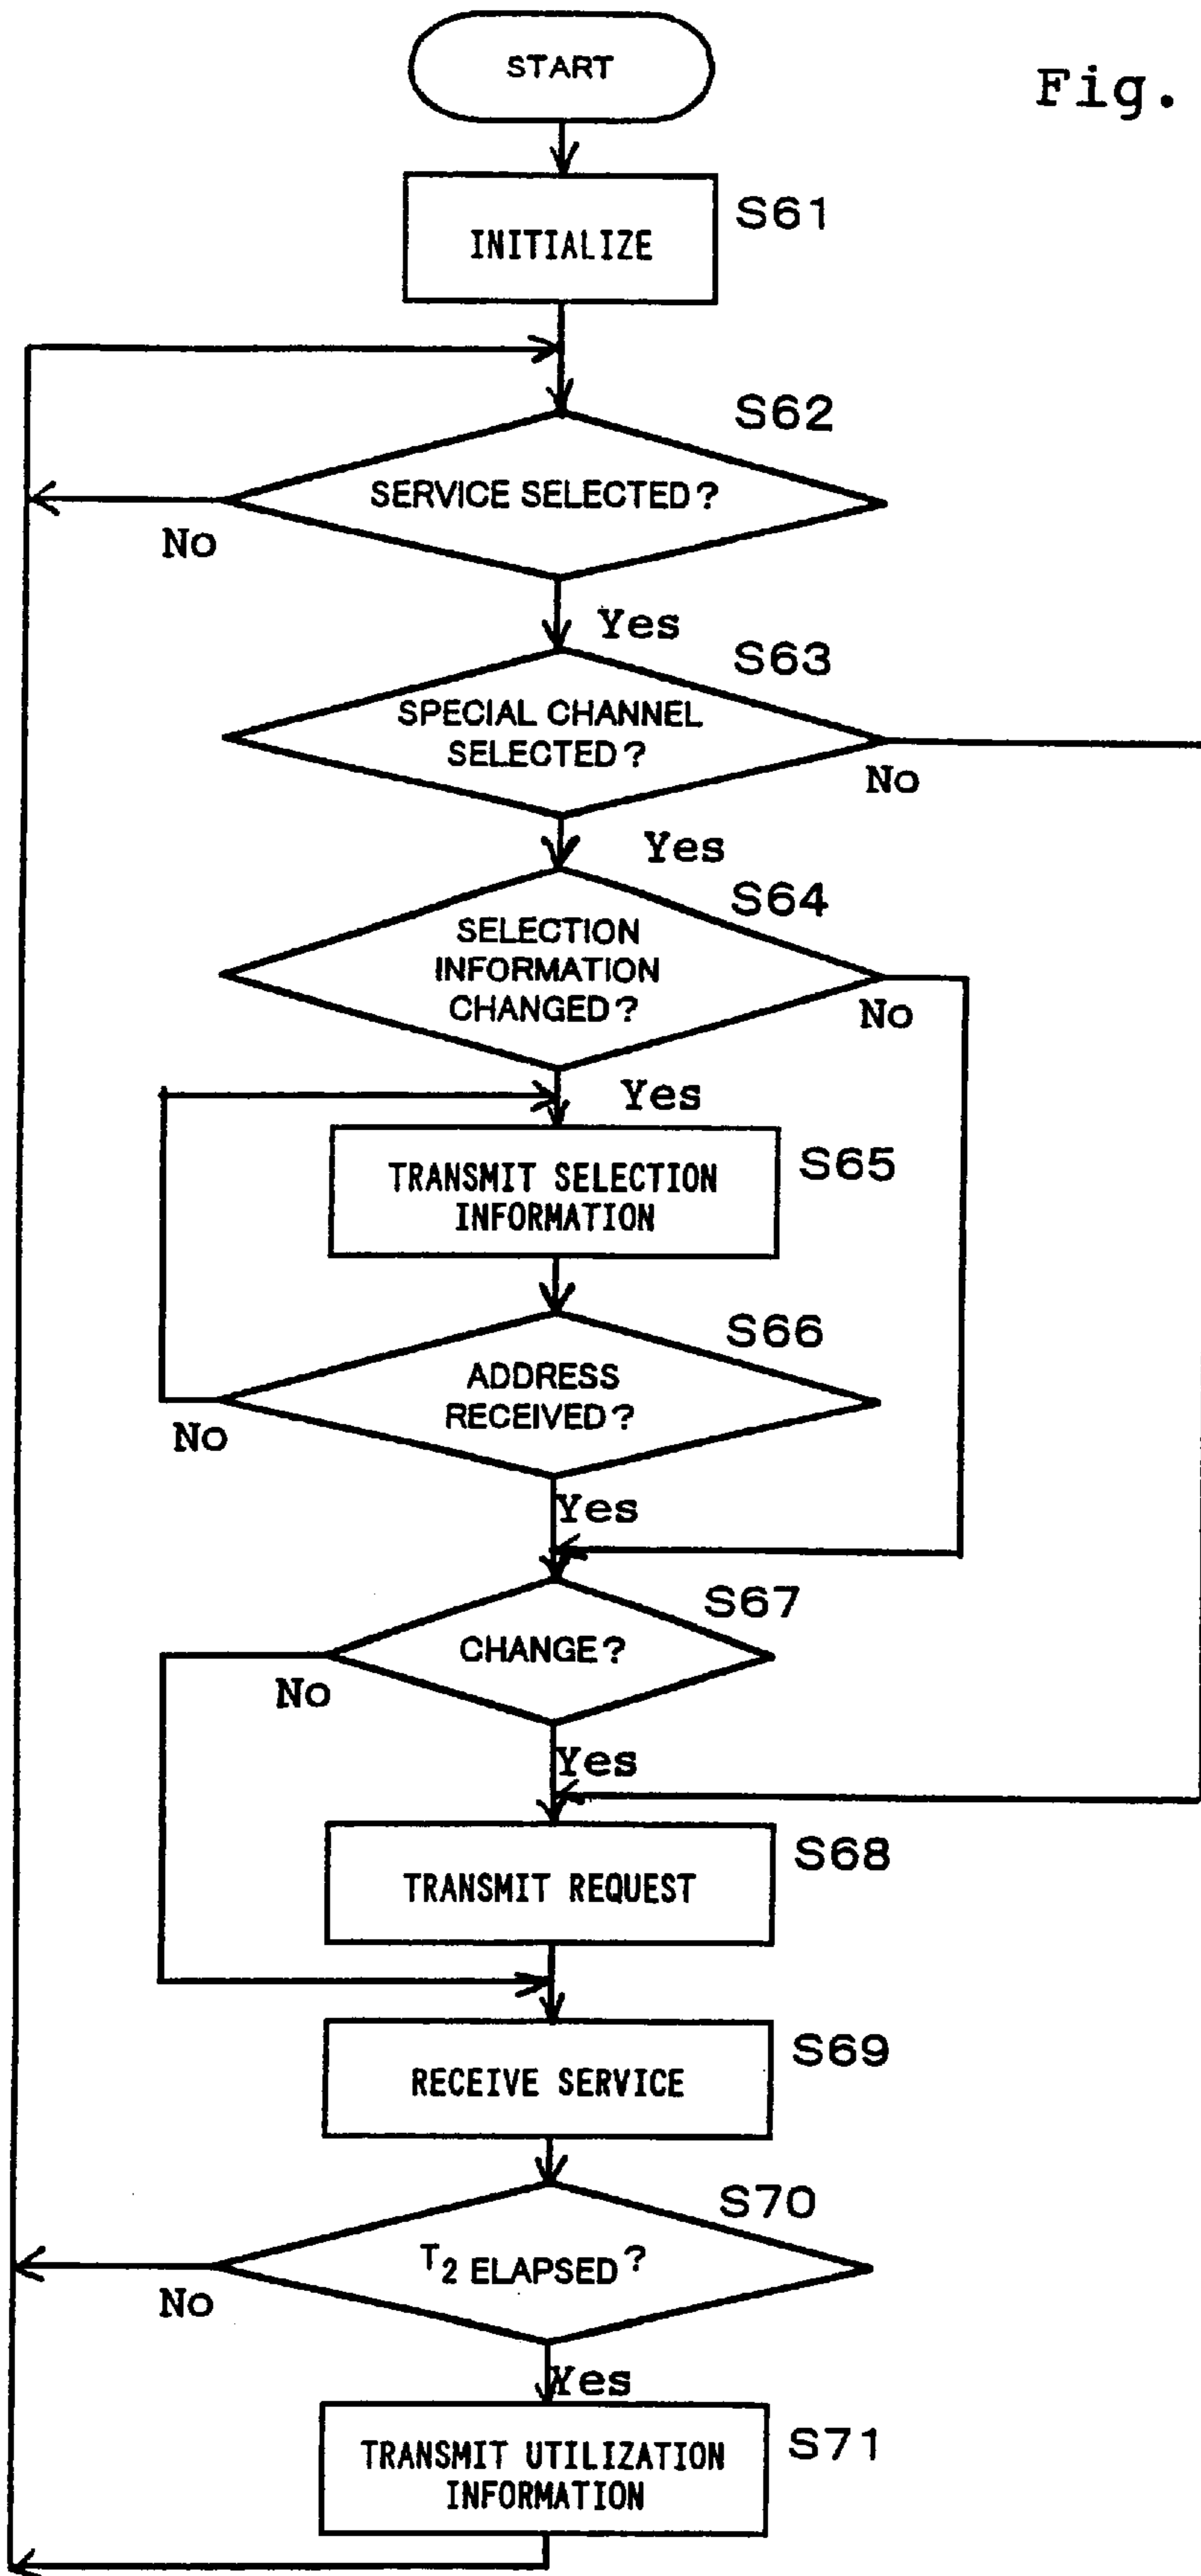 START
Fig.
INITIALIZE
S61
S62
SERVICE SELECTED?
No
Yes
S63
SPECIAL CHANNEL
SELECTED?
No
Yes
S64
SELECTION
INFORMATION
CHANGED?
No
Yes
TRANSMIT SELECTION
INFORMATION
S65
S66
ADDRESS
RECEIVED?
No
Yes
S67
CHANGE?
No
Yes
S68
TRANSMIT REQUEST
S69
RECEIVE SERVICE
S70
T2 ELAPSED?
No
Yes
S71
TRANSMIT UTILIZATION
INFORMATION